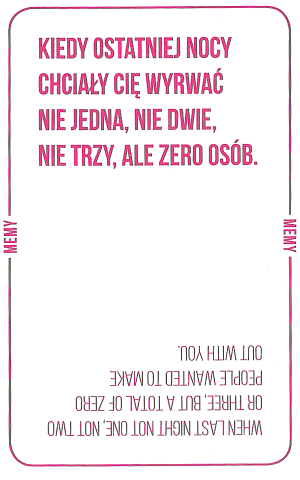 KIEDY OSTATNIEJ NOCY
CHCIAŁY CIĘ WYRWAĆ
NIE JEDNA, NIE DWIE,
NIE TRZY, ALE ZERO OSÓB.
MEMY
MEMY
WHEN LAST NIGHT NOT ONE, NOT TWO
OR THREE, BUT A TOTAL OF ZERO
PEOPLE WANTED TO MAKE
OUT WITH YOU.